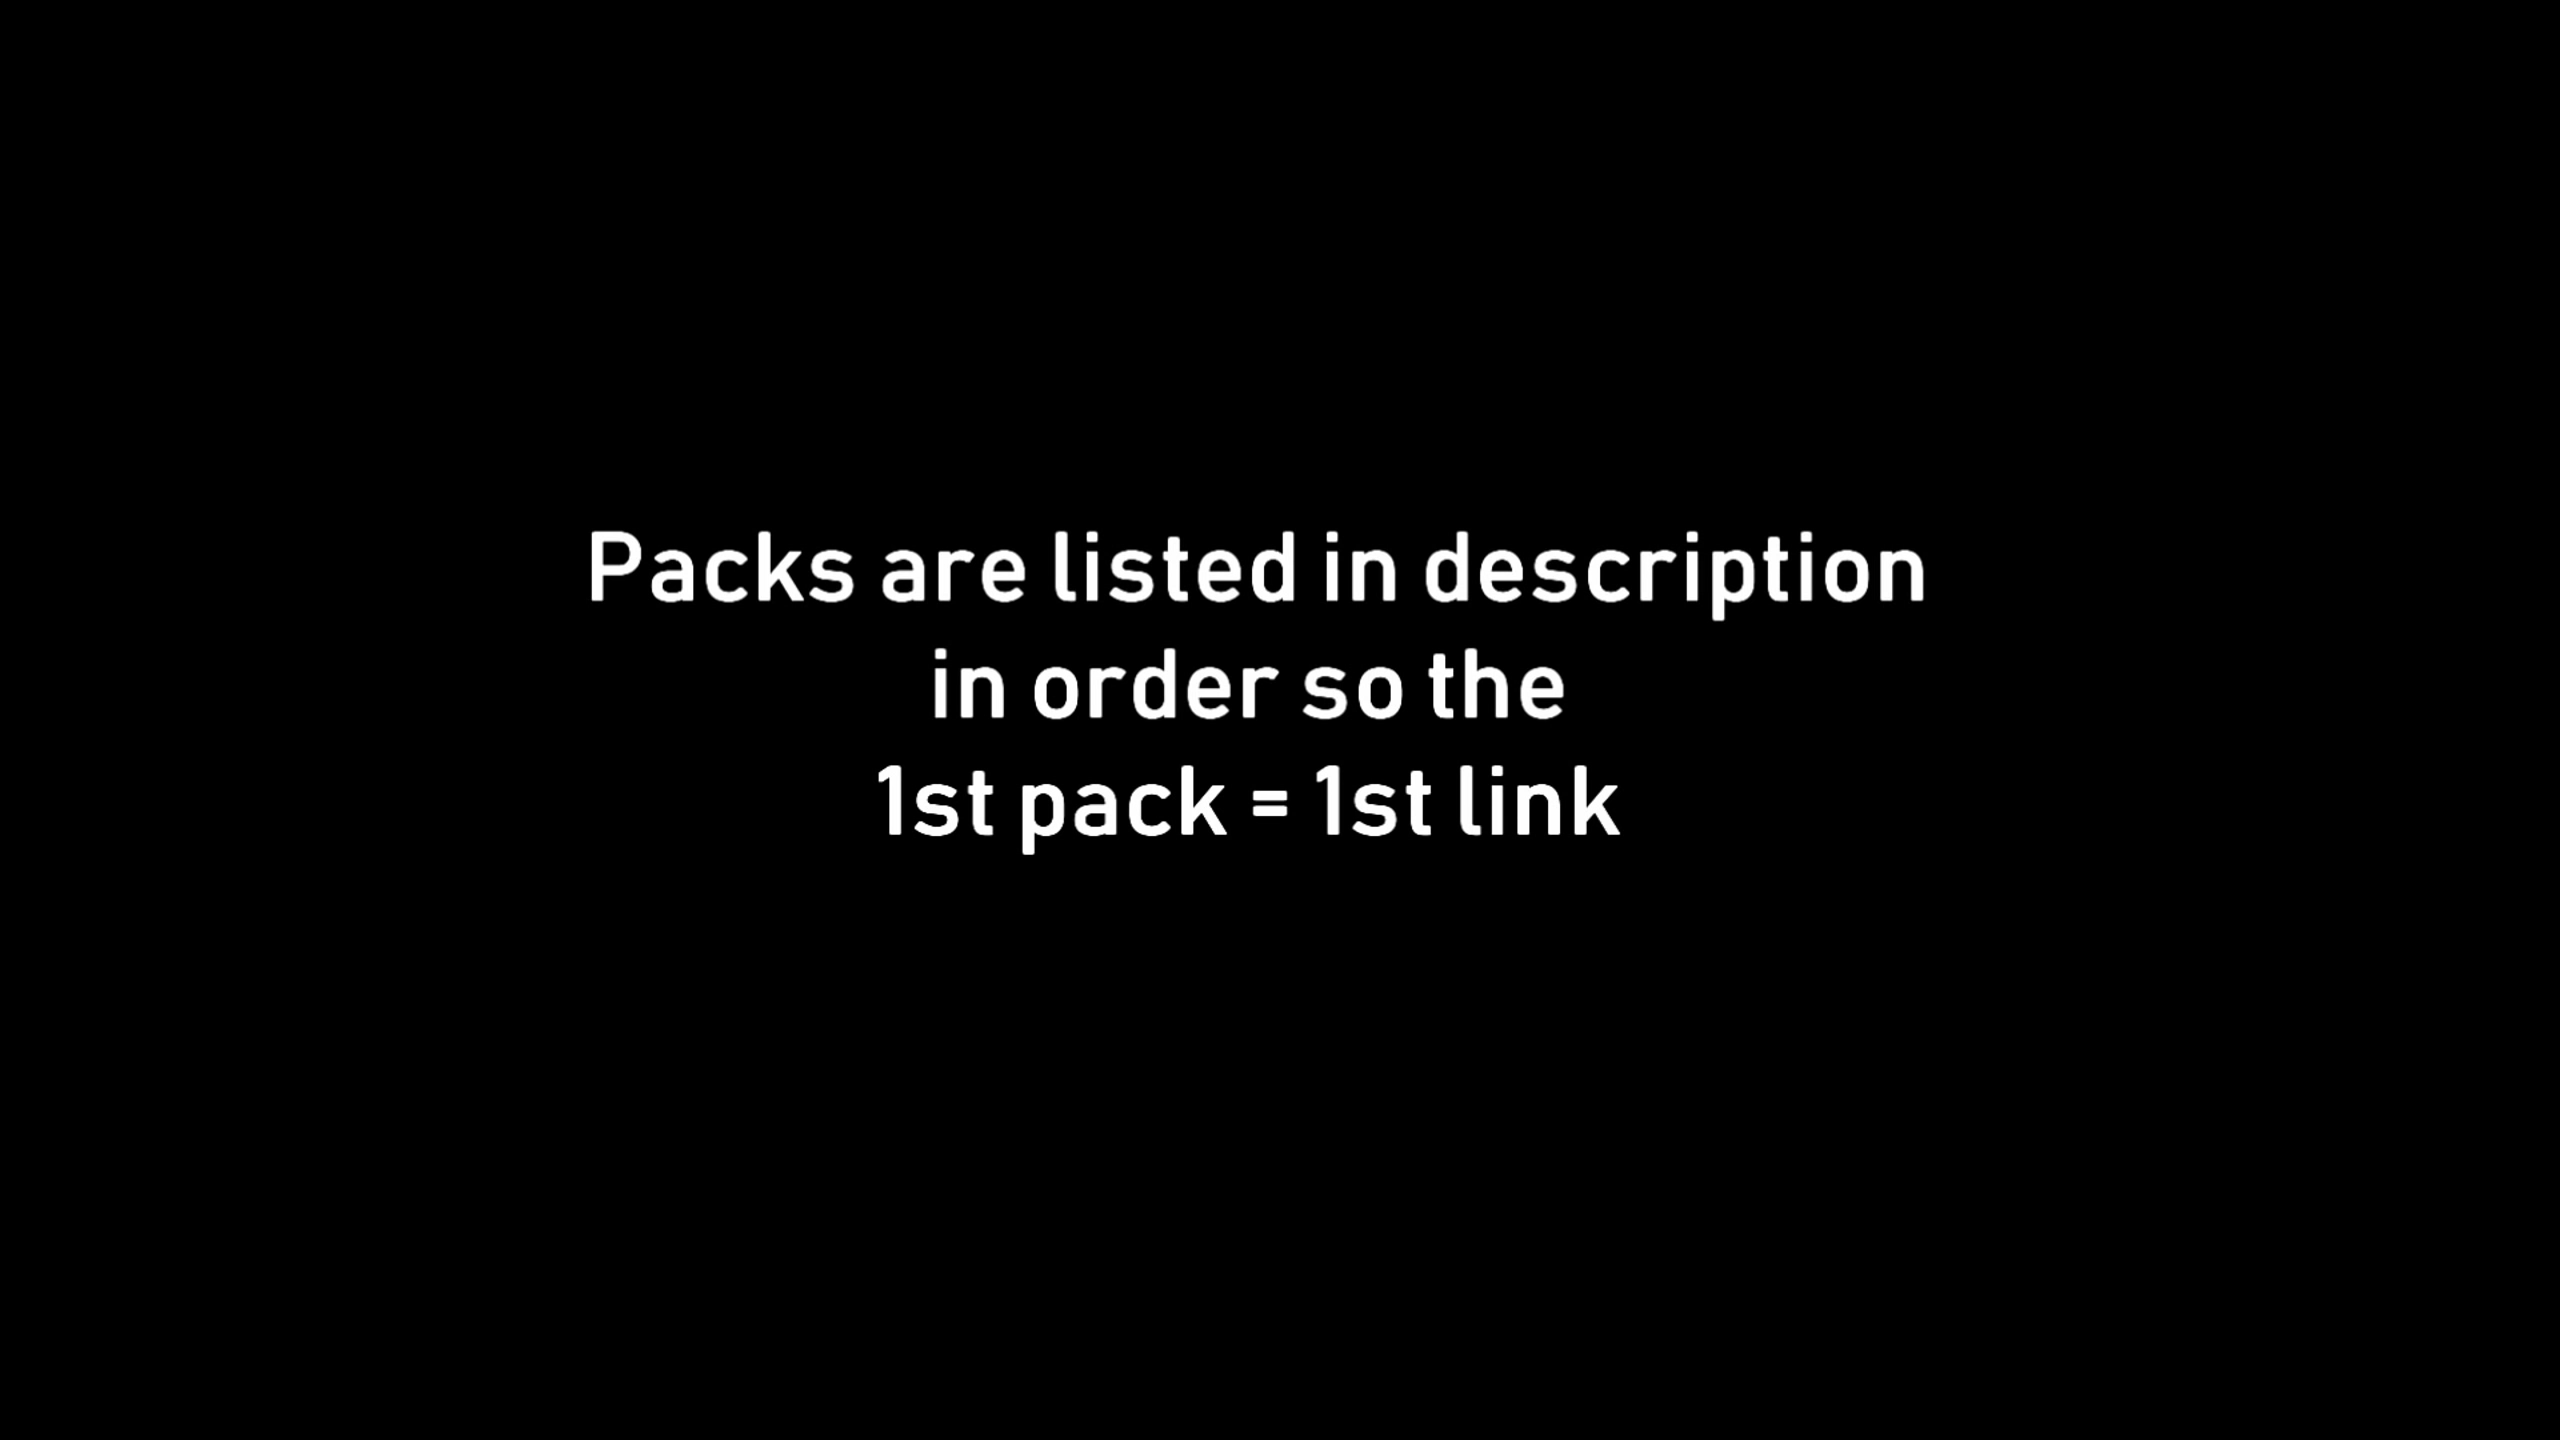 Packs are listed in description
in order so the
1st pack = 1st link